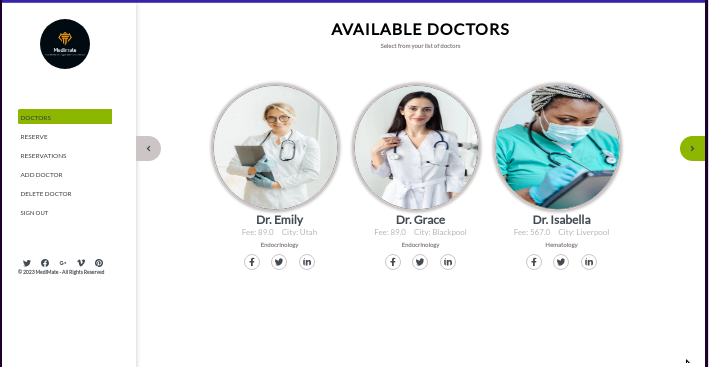 MediMate
DOCTORS
RESERVE
RESERVATIONS
ADD DOCTOR
DELETE DOCTOR
SIGN OUT
© 2023 MediMate - All Rights Reserved
AVAILABLE DOCTORS
Select from your list of doctors
Dr. Emily
Fee: 89.0 City: Utah
Endocrinology
Dr. Grace
Fee: 89.0 City: Blackpool
Endocrinology
Dr. Isabella
Fee: 567.0 City: Liverpool
Hematology